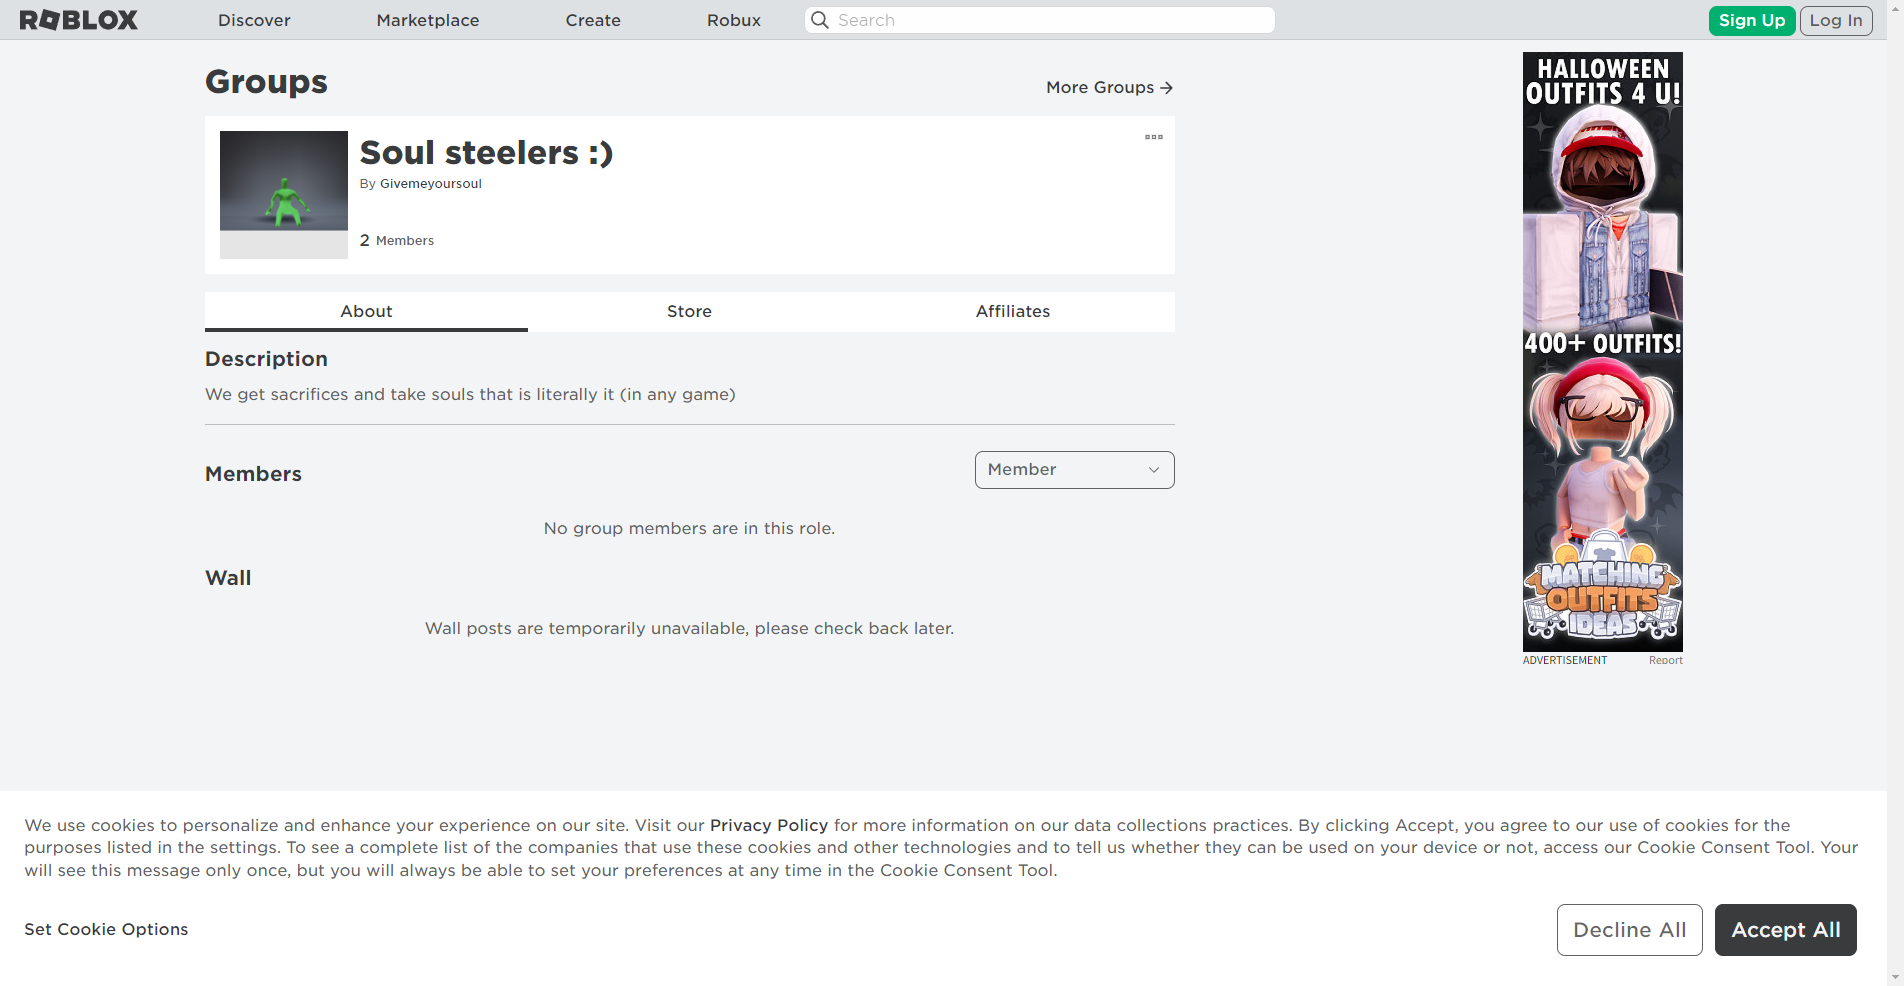 ROBLOX
Discover
Marketplace
Create
Robux
Search
Sign Up
Log In
Groups
More Groups
Soul steelers :)
By Givemeyoursoul
2 Members
About
Store
Affiliates
Description
We get sacrifices and take souls that is literally it (in any game)
Members
Member
No group members are in this role.
Wall
Wall posts are temporarily unavailable, please check back later.
HALLOWEEN
OUTFITS 4 U!
400+ OUTFITS!
MATCHING
OUTFITS
IDEAS
ADVERTISEMENT
Report
We use cookies to personalize and enhance your experience on our site. Visit our Privacy Policy for more information on our data collections practices. By clicking Accept, you agree to our use of cookies for the
purposes listed in the settings. To see a complete list of the companies that use these cookies and other technologies and to tell us whether they can be used on your device or not, access our Cookie Consent Tool. Your
will see this message only once, but you will always be able to set your preferences at any time in the Cookie Consent Tool.
Set Cookie Options
Decline All
Accept All